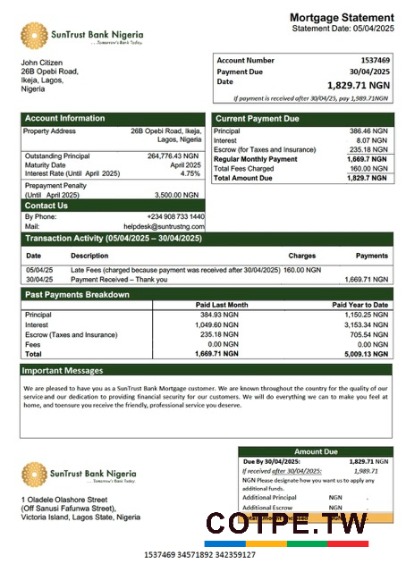 SunTrust Bank Nigeria
...Tomorrow's Bank Today.
Mortgage Statement
Statement Date: 05/04/2025
John Citizen
26B Opebi Road,
Ikeja, Lagos,
Nigeria
Account Number 1537469
Payment Due 30/04/2025
Date
1,829.71 NGN
if payment is received after 30/04/25, pay 1,989.71NGN
Account Information
Property Address 26B Opebi Road, Ikeja,
Lagos, Nigeria
Outstanding Principal 264,776.43 NGN
Maturity Date April 2025
Interest Rate (Until April 2025) 4.75%
Prepayment Penalty
(Until April 2025) 3,500.00 NGN
Current Payment Due
Principal 386.46 NGN
Interest 8.07 NGN
Escrow (for Taxes and Insurance) 235.18 NGN
Regular Monthly Payment 1,669.7 NGN
Total Fees Charged 160.00 NGN
Total Amount Due 1,829.7 NGN
Contact Us
By Phone: +234 908 733 1440
Mail: helpdesk@suntrustng.com
Transaction Activity (05/04/2025 – 30/04/2025)
Date Description Charges Payments
05/04/25 Late Fees (charged because payment was received after 30/04/2025) 160.00 NGN
30/04/25 Payment Received – Thank you 1,669.71 NGN
Past Payments Breakdown
Paid Last Month Paid Year to Date
Principal 384.93 NGN 1,150.25 NGN
Interest 1,049.60 NGN 3,153.34 NGN
Escrow (Taxes and Insurance) 235.18 NGN 705.54 NGN
Fees 0.00 NGN 0.00 NGN
Total 1,669.71 NGN 5,009.13 NGN
Important Messages
We are pleased to have you as a SunTrust Bank Mortgage customer. We are known throughout the country for the quality of our
service and our dedication to providing financial security for our customers. We will do everything we can to make you feel at
home, and toensure you receive the friendly, professional service you deserve.
SunTrust Bank Nigeria
...Tomorrow's Bank Today.
1 Oladele Olashore Street
(Off Sanusi Fafunwa Street),
Victoria Island, Lagos State, Nigeria
Amount Due
Due By 30/04/2025: 1,829.71 NGN
if received after 30/04/2025: 1,989.71
NGN Please designate how you want us to apply any
additional funds.
Additional Principal NGN .
Additional Escrow NGN .
COTPE.TW
1537469 34571892 342359127